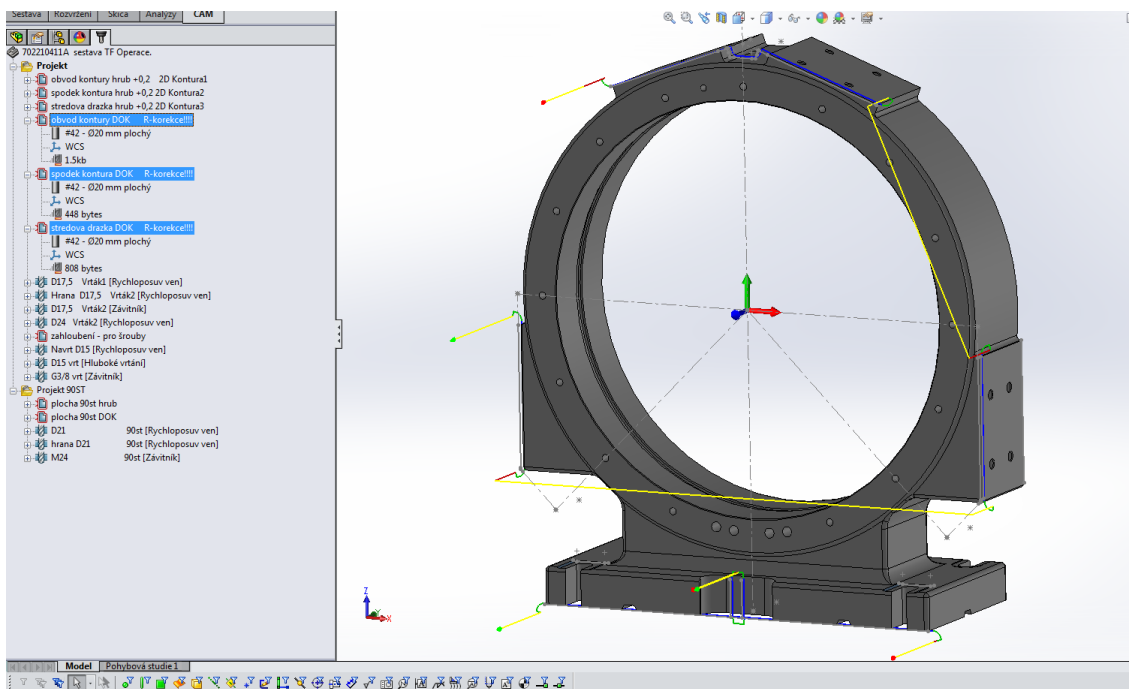 Sestava Rozvržení Skica Analýzy CAM
702210411A sestava TF Operace.
Projekt
obvod kontury hrub +0,2 2D Kontura1
spodek kontura hrub +0,2 2D Kontura2
stredova drazka hrub +0,2 2D Kontura3
obvod kontury DOK R-korekce!!!!
#42 - Ø20 mm plochý
WCS
1.5kb
spodek kontura DOK R-korekce!!!!
#42 - Ø20 mm plochý
WCS
448 bytes
stredova drazka DOK R-korekce!!!!
#42 - Ø20 mm plochý
WCS
808 bytes
D17,5 Vrták1 [Rychloposuv ven]
Hrana D17,5 Vrták2 [Rychloposuv ven]
D17,5 Vrták2 [Závitník]
D24 Vrták2 [Rychloposuv ven]
zahloubení - pro šrouby
Navrt D15 [Rychloposuv ven]
D15 vrt [Hluboké vrtání]
G3/8 vrt [Závitník]
Projekt 90ST
plocha 90st hrub
plocha 90st DOK
D21 90st [Rychloposuv ven]
hrana D21 90st [Rychloposuv ven]
M24 90st [Závitník]
Z
X
Model Pohybová studie 1